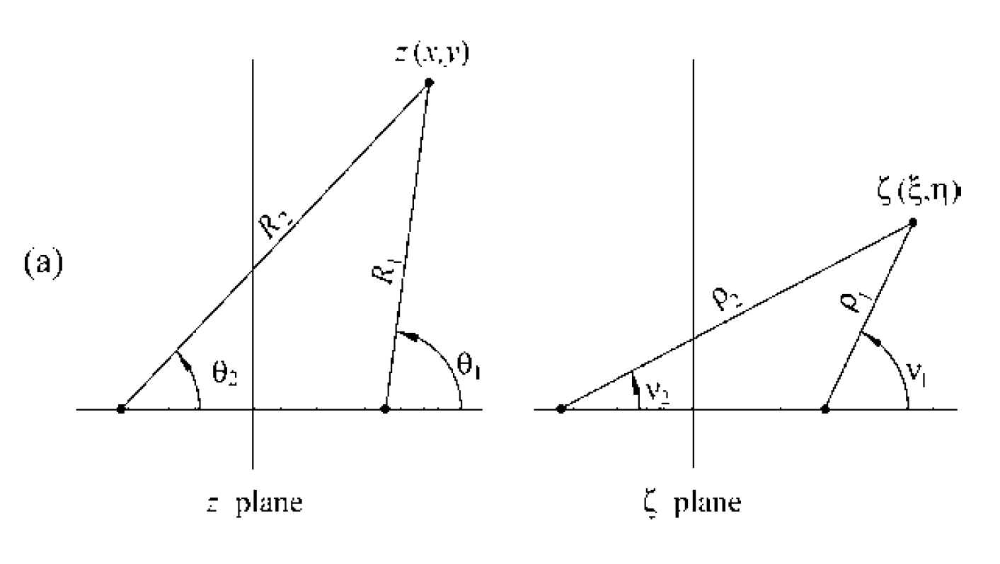 z (x,y)
ζ (ξ,η)
R₂
(a)
R₁
ρ₂
ρ₁
θ₂
θ₁
ν₂
ν₁
z plane
ζ plane